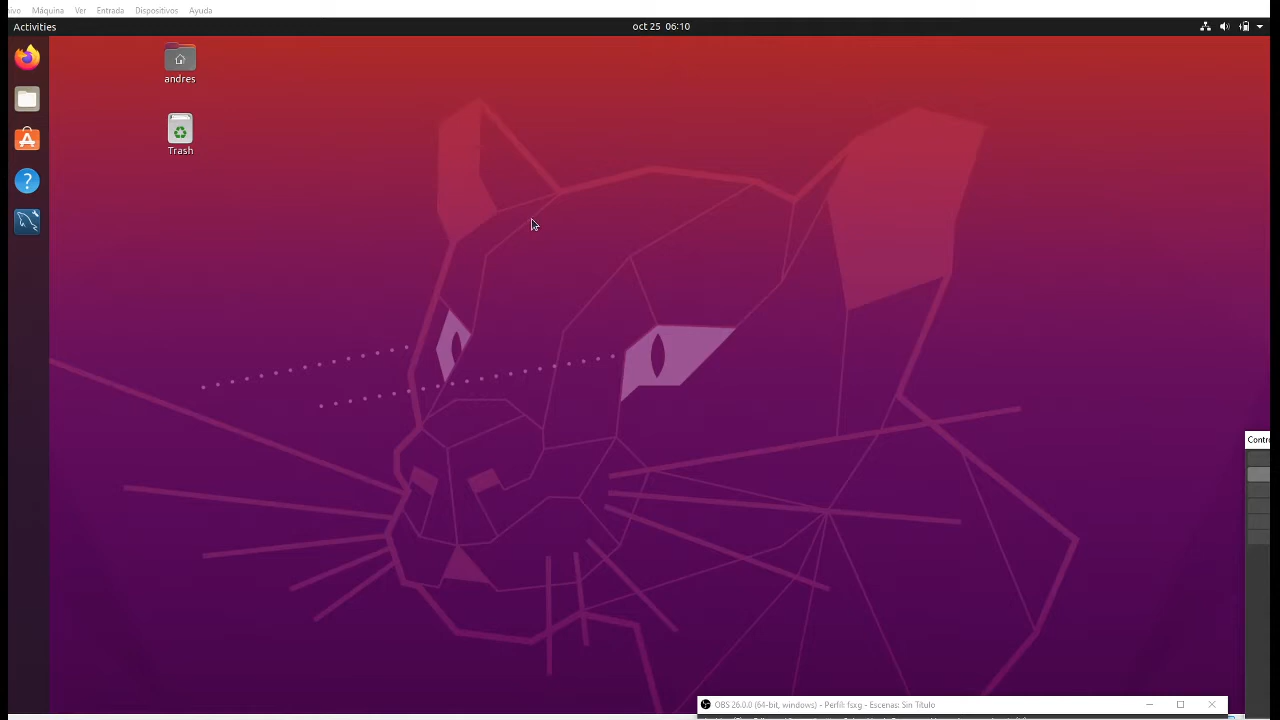 Máquina Ver Entrada Dispositivos Ayuda
Activities oct 25 06:10
andres
Trash
?
Contro
OBS 26.0.0 (64-bit, windows) - Perfil: fsxg - Escenas: Sin Título